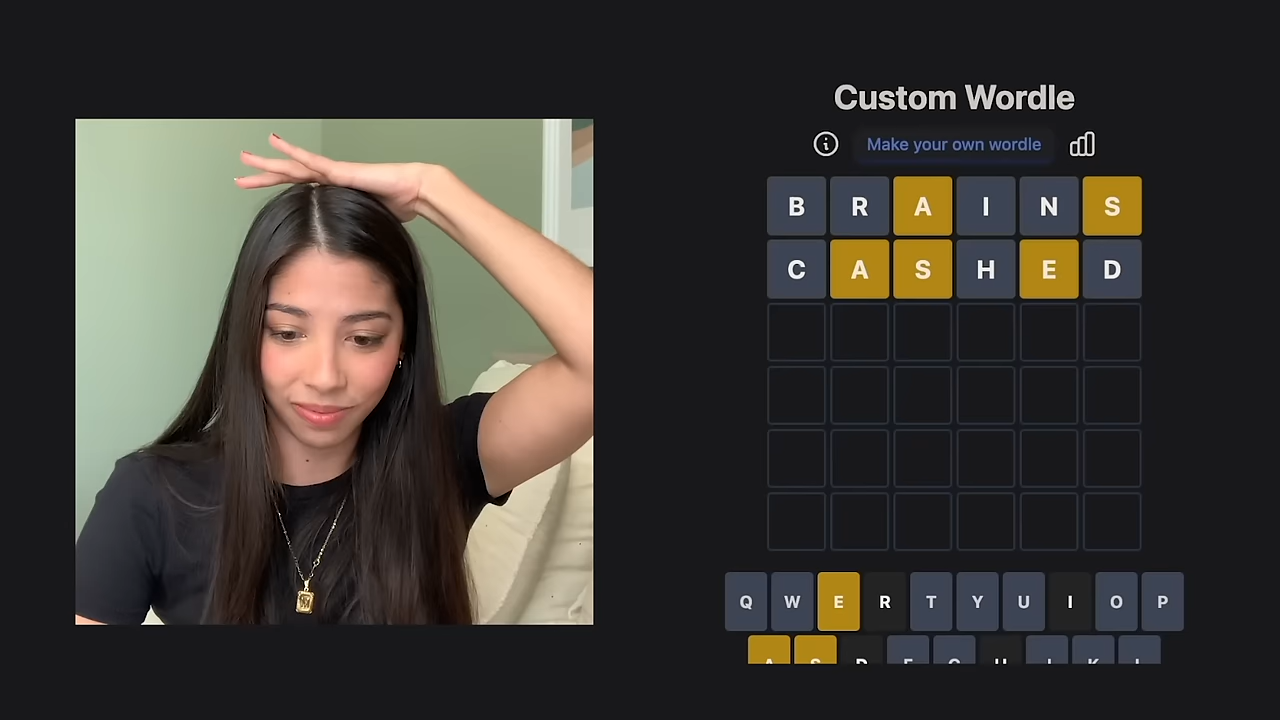 Custom Wordle
Make your own wordle
B R A I N S
C A S H E D
Q W E R T Y U I O P